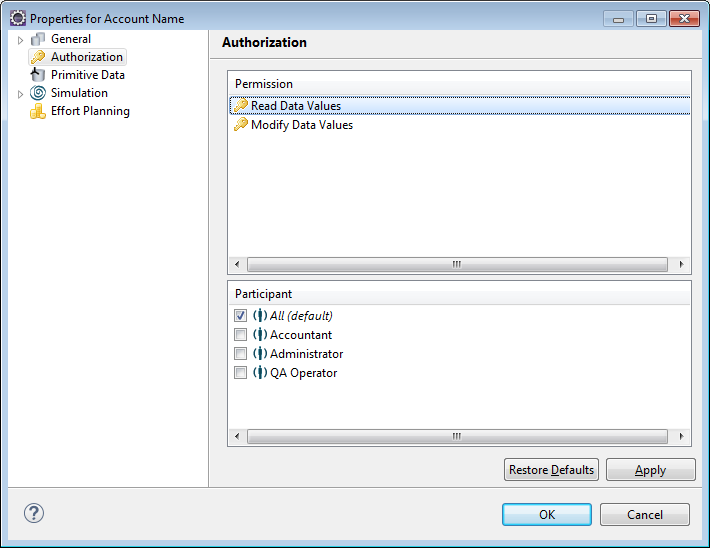 Properties for Account Name
General
Authorization
Primitive Data
Simulation
Effort Planning
Authorization
Permission
Read Data Values
Modify Data Values
Participant
All (default)
Accountant
Administrator
QA Operator
Restore Defaults
Apply
?
OK
Cancel